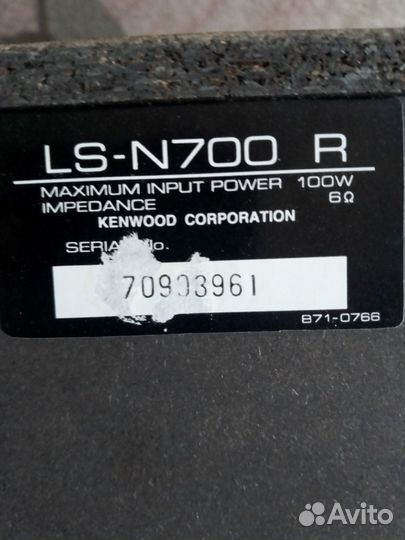 LS-N700 R
MAXIMUM INPUT POWER 100W
IMPEDANCE 6Ω
KENWOOD CORPORATION
SERIAL No.
70903961
B71-0766
Avito